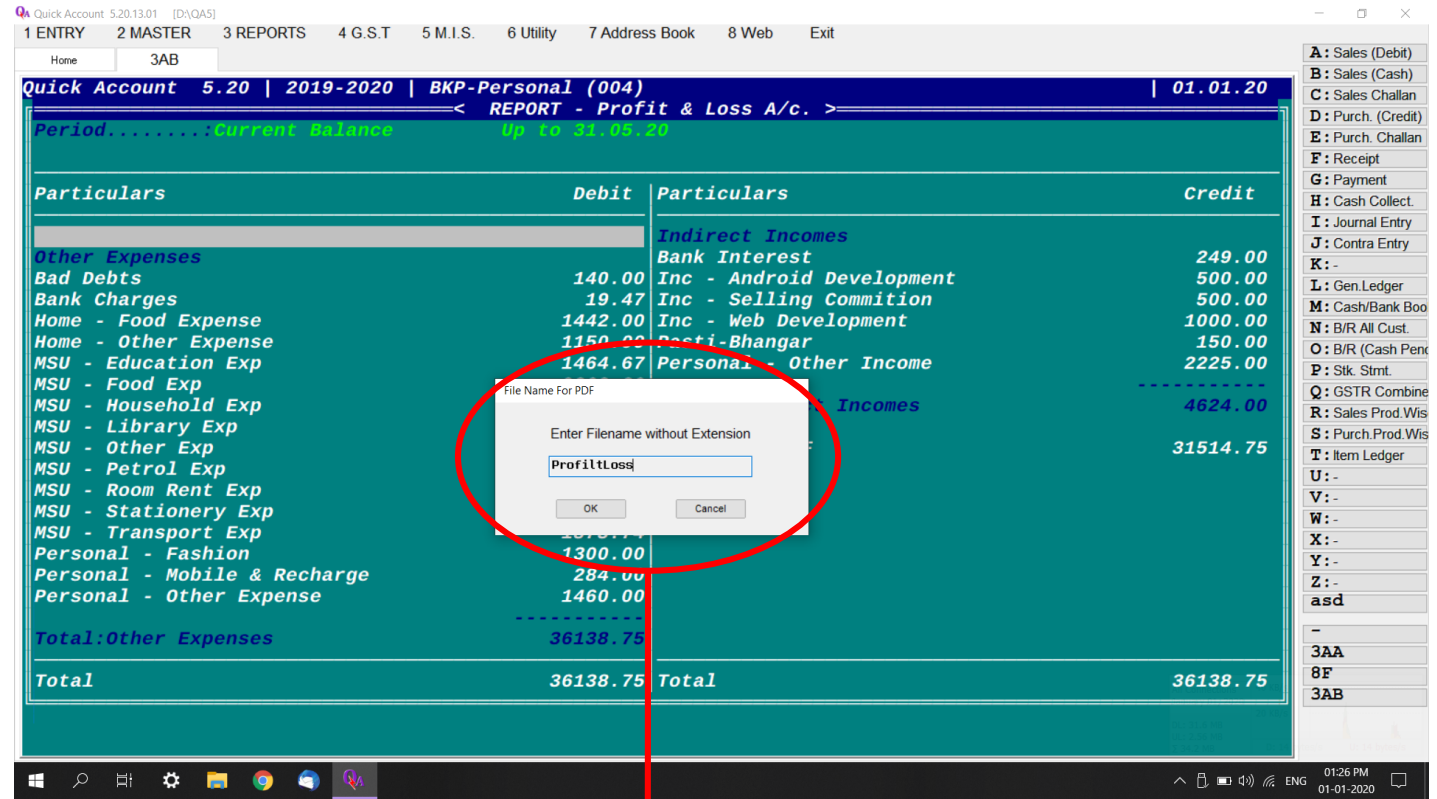 Quick Account 5.20.13.01 [D:\QA5]
1 ENTRY 2 MASTER 3 REPORTS 4 G.S.T 5 M.I.S. 6 Utility 7 Address Book 8 Web Exit
Home 3AB
Quick Account 5.20 | 2019-2020 | BKP-Personal (004) | 01.01.20
< REPORT - Profit & Loss A/c. >
Period........:Current Balance Up to 31.05.20
Particulars Debit Particulars Credit
Indirect Incomes
Other Expenses Bank Interest 249.00
Bad Debts 140.00 Inc - Android Development 500.00
Bank Charges 19.47 Inc - Selling Commition 500.00
Home - Food Expense 1442.00 Inc - Web Development 1000.00
Home - Other Expense 1150.00 Pasti-Bhangar 150.00
MSU - Education Exp 1464.67 Personal - Other Income 2225.00
MSU - Food Exp -----------
MSU - Household Exp Incomes 4624.00
MSU - Library Exp
MSU - Other Exp 31514.75
MSU - Petrol Exp
MSU - Room Rent Exp
MSU - Stationery Exp
MSU - Transport Exp
Personal - Fashion 1300.00
Personal - Mobile & Recharge 284.00
Personal - Other Expense 1460.00
-----------
Total:Other Expenses 36138.75
Total 36138.75 Total 36138.75
File Name For PDF
Enter Filename without Extension
ProfiltLoss
OK Cancel
A: Sales (Debit)
B: Sales (Cash)
C: Sales Challan
D: Purch. (Credit)
E: Purch. Challan
F: Receipt
G: Payment
H: Cash Collect.
I: Journal Entry
J: Contra Entry
K: -
L: Gen.Ledger
M: Cash/Bank Boo
N: B/R All Cust.
O: B/R (Cash Pend
P: Stk. Stmt.
Q: GSTR Combine
R: Sales Prod.Wis
S: Purch.Prod.Wis
T: Item Ledger
U: -
V: -
W: -
X: -
Y: -
Z: -
asd
-
3AA
8F
3AB
ENG 01:26 PM
01-01-2020